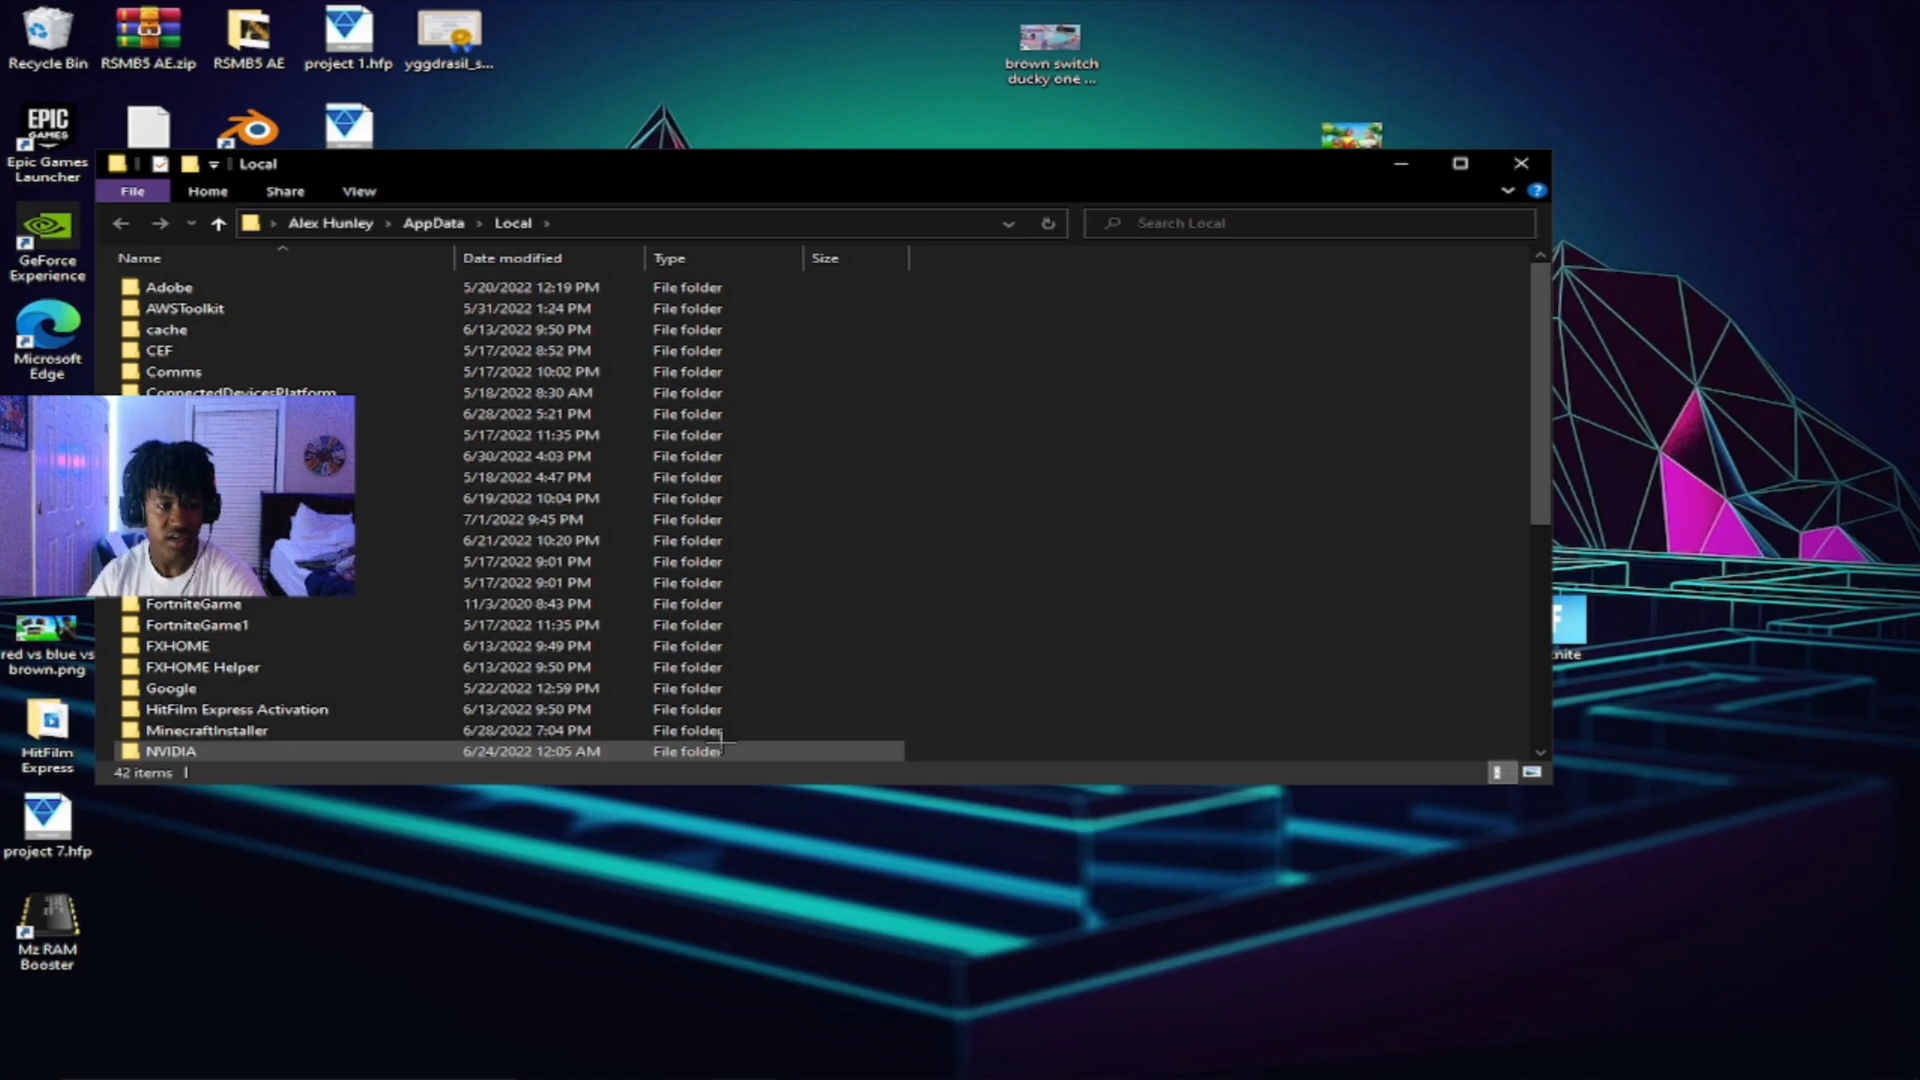 Recycle Bin
RSMB5 AE.zip
RSMB5 AE
project 1.hfp
yggdrasil_s...
brown switch
ducky one ...
EPIC
GAMES
Epic Games
Launcher
GeForce
Experience
Microsoft
Edge
red vs blue vs
brown.png
HitFilm
Express
project 7.hfp
Mz RAM
Booster
F
nite
Local
File
Home
Share
View
Alex Hunley > AppData > Local >
Search Local
Name
Date modified
Type
Size
Adobe 5/20/2022 12:19 PM File folder
AWSToolkit 5/31/2022 1:24 PM File folder
cache 6/13/2022 9:50 PM File folder
CEF 5/17/2022 8:52 PM File folder
Comms 5/17/2022 10:02 PM File folder
ConnectedDevicesPlatform 5/18/2022 8:30 AM File folder
6/28/2022 5:21 PM File folder
5/17/2022 11:35 PM File folder
6/30/2022 4:03 PM File folder
5/18/2022 4:47 PM File folder
6/19/2022 10:04 PM File folder
7/1/2022 9:45 PM File folder
6/21/2022 10:20 PM File folder
5/17/2022 9:01 PM File folder
5/17/2022 9:01 PM File folder
FortniteGame 11/3/2020 8:43 PM File folder
FortniteGame1 5/17/2022 11:35 PM File folder
FXHOME 6/13/2022 9:49 PM File folder
FXHOME Helper 6/13/2022 9:50 PM File folder
Google 5/22/2022 12:59 PM File folder
HitFilm Express Activation 6/13/2022 9:50 PM File folder
MinecraftInstaller 6/28/2022 7:04 PM File folder
NVIDIA 6/24/2022 12:05 AM File folder
42 items